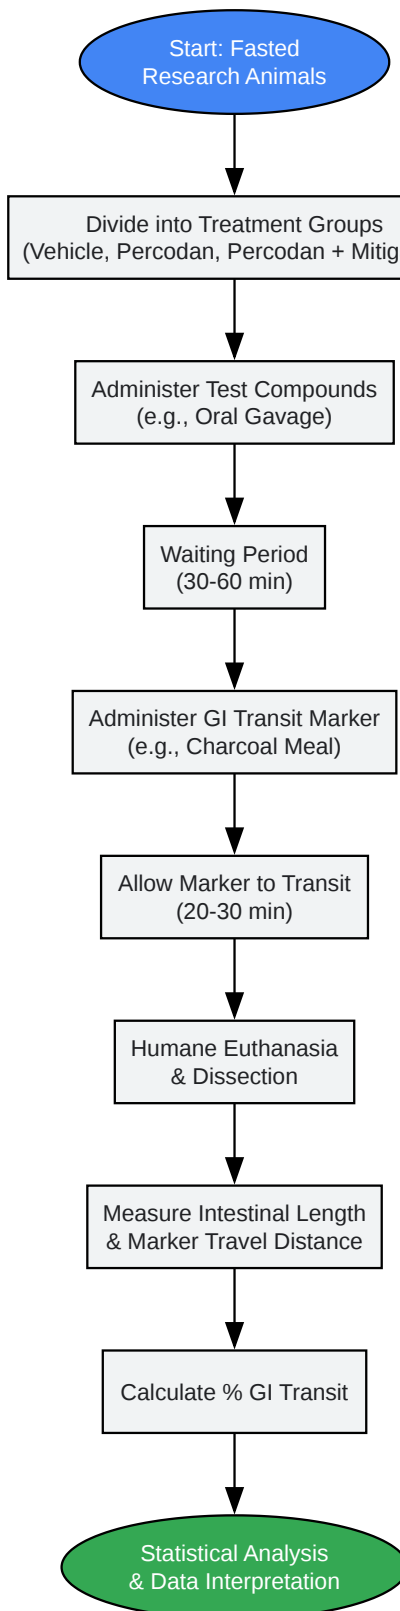 Start: Fasted
Research Animals
Divide into Treatment Groups
(Vehicle, Percodan, Percodan + Mitig
Administer Test Compounds
(e.g., Oral Gavage)
Waiting Period
(30-60 min)
Administer GI Transit Marker
(e.g., Charcoal Meal)
Allow Marker to Transit
(20-30 min)
Humane Euthanasia
& Dissection
Measure Intestinal Length
& Marker Travel Distance
Calculate % GI Transit
Statistical Analysis
& Data Interpretation